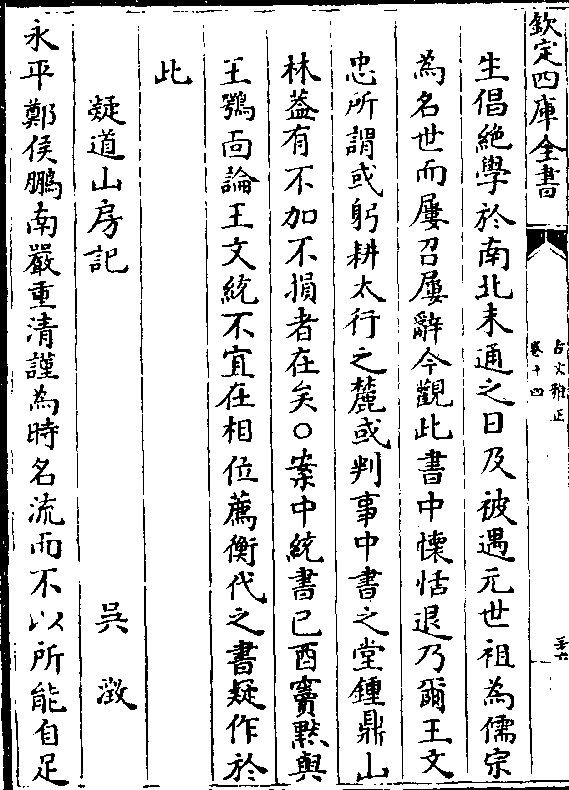 欽定四庫全書
古文雅正
卷十四
三六
生倡絶學於南北未通之日及被遇元世祖為儒宗
為名世而屢召屢辭今觀此書中慺恬退乃爾王文
忠所謂或躬耕太行之麓或判事中書之堂鍾鼎山
林葢有不加不損者在矣○案中統書已酉竇黙與
王鶚面論王文統不宜在相位薦衡代之書疑作於
此
疑道山房記
吳澂
永平鄭侯鵬南嚴重清謹為時名流而不以所能自足